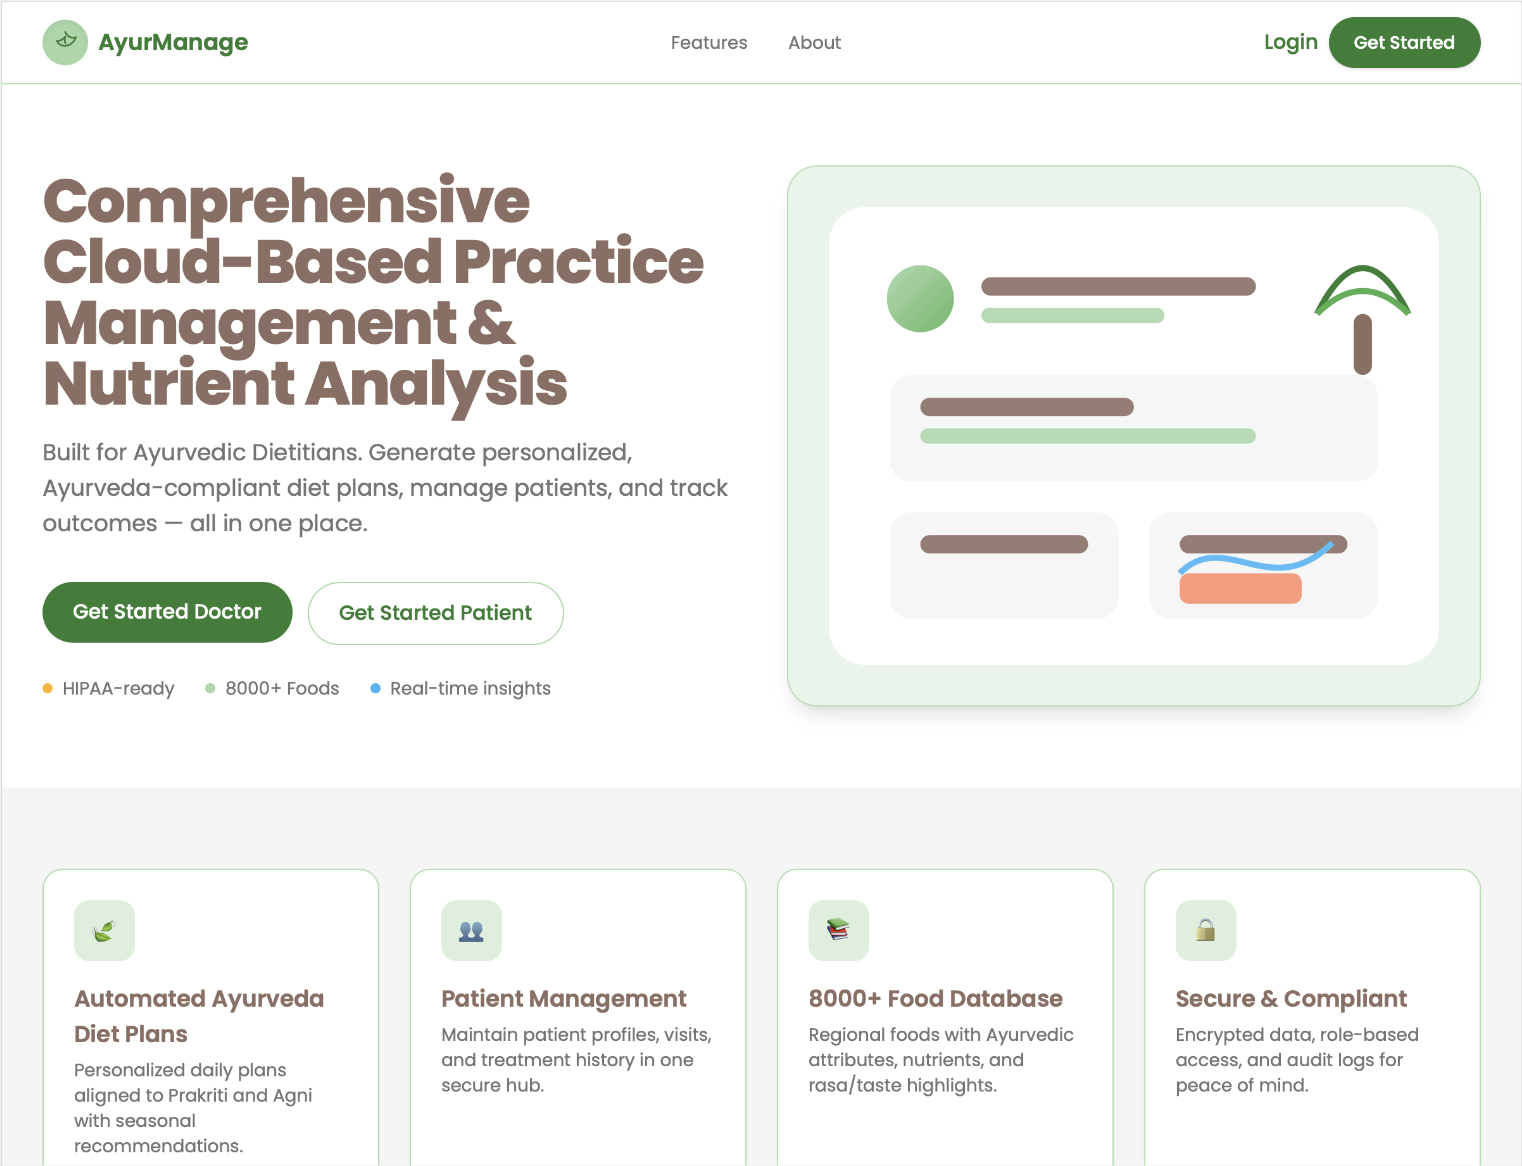 AyurManage
Features
About
Login
Get Started
Comprehensive
Cloud-Based Practice
Management &
Nutrient Analysis
Built for Ayurvedic Dietitians. Generate personalized,
Ayurveda-compliant diet plans, manage patients, and track
outcomes — all in one place.
Get Started Doctor
Get Started Patient
HIPAA-ready
8000+ Foods
Real-time insights
Automated Ayurveda
Diet Plans
Personalized daily plans
aligned to Prakriti and Agni
with seasonal
recommendations.
Patient Management
Maintain patient profiles, visits,
and treatment history in one
secure hub.
8000+ Food Database
Regional foods with Ayurvedic
attributes, nutrients, and
rasa/taste highlights.
Secure & Compliant
Encrypted data, role-based
access, and audit logs for
peace of mind.